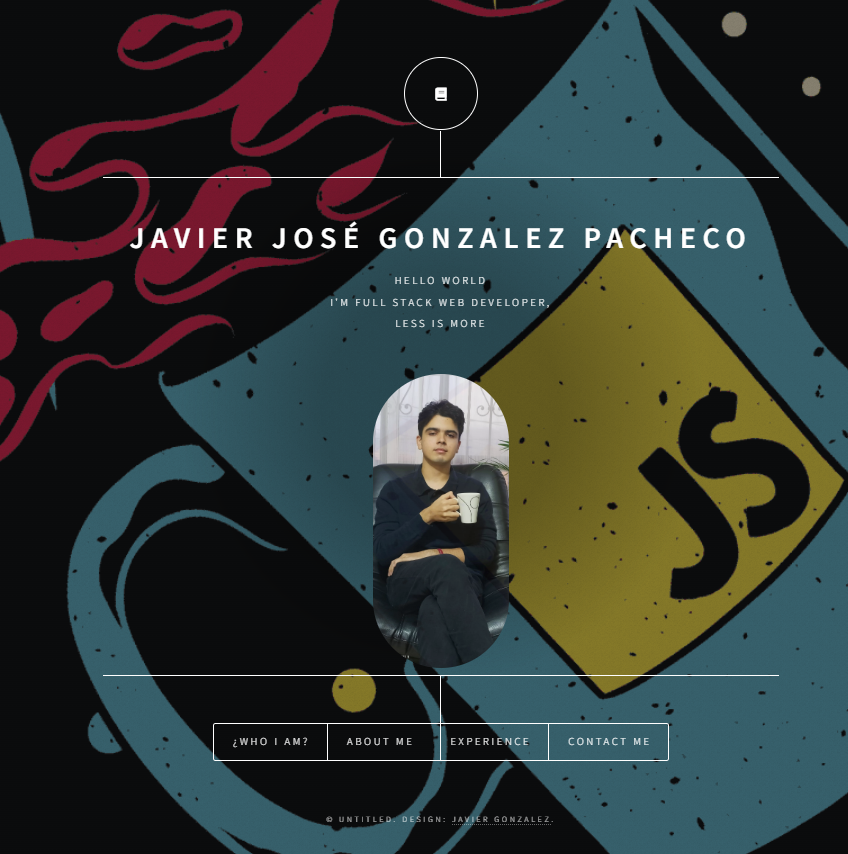 JAVIER JOSÉ GONZALEZ PACHECO
HELLO WORLD
I'M FULL STACK WEB DEVELOPER,
LESS IS MORE
JS
¿WHO I AM? ABOUT ME EXPERIENCE CONTACT ME
© UNTITLED. DESIGN: JAVIER GONZALEZ.